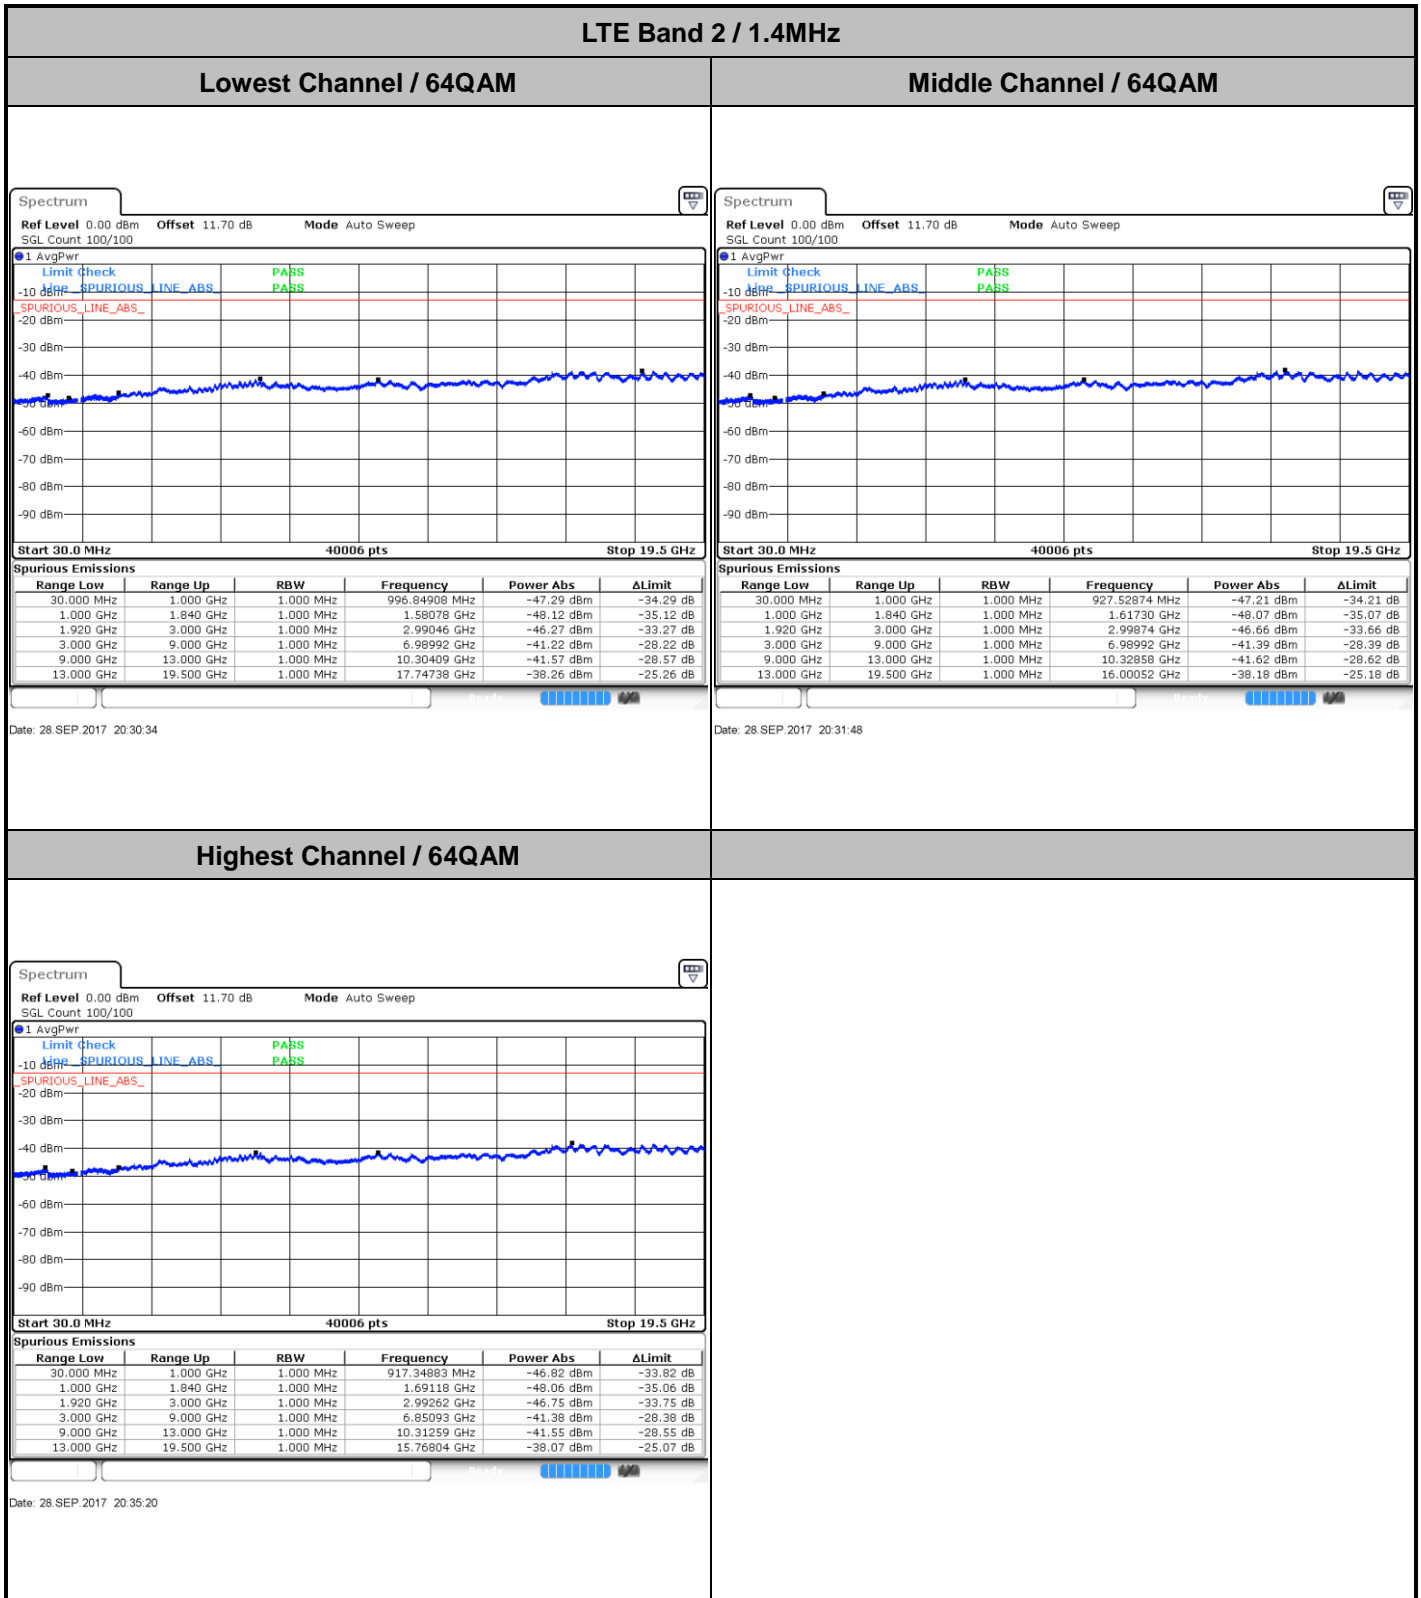 LTE Band 2 / 1.4MHz
Lowest Channel / 64QAM
Middle Channel / 64QAM
Spectrum
Ref Level 0.00 dBm Offset 11.70 dB Mode Auto Sweep
SGL Count 100/100
1 AvgPwr
Limit Check PASS
Line _SPURIOUS_LINE_ABS_ PASS
-10 dBm
_SPURIOUS_LINE_ABS_
-20 dBm
-30 dBm
-40 dBm
-50 dBm
-60 dBm
-70 dBm
-80 dBm
-90 dBm
Start 30.0 MHz 40006 pts Stop 19.5 GHz
Spurious Emissions
Range Low Range Up RBW Frequency Power Abs ΔLimit
30.000 MHz 1.000 GHz 1.000 MHz 996.84908 MHz -47.29 dBm -34.29 dB
1.000 GHz 1.840 GHz 1.000 MHz 1.58078 GHz -48.12 dBm -35.12 dB
1.920 GHz 3.000 GHz 1.000 MHz 2.99046 GHz -46.27 dBm -33.27 dB
3.000 GHz 9.000 GHz 1.000 MHz 6.98992 GHz -41.22 dBm -28.22 dB
9.000 GHz 13.000 GHz 1.000 MHz 10.30409 GHz -41.57 dBm -28.57 dB
13.000 GHz 19.500 GHz 1.000 MHz 17.74738 GHz -38.26 dBm -25.26 dB
Ready
Date: 28.SEP.2017 20:30:34
Spectrum
Ref Level 0.00 dBm Offset 11.70 dB Mode Auto Sweep
SGL Count 100/100
1 AvgPwr
Limit Check PASS
Line _SPURIOUS_LINE_ABS_ PASS
-10 dBm
_SPURIOUS_LINE_ABS_
-20 dBm
-30 dBm
-40 dBm
-50 dBm
-60 dBm
-70 dBm
-80 dBm
-90 dBm
Start 30.0 MHz 40006 pts Stop 19.5 GHz
Spurious Emissions
Range Low Range Up RBW Frequency Power Abs ΔLimit
30.000 MHz 1.000 GHz 1.000 MHz 927.52874 MHz -47.21 dBm -34.21 dB
1.000 GHz 1.840 GHz 1.000 MHz 1.61730 GHz -48.07 dBm -35.07 dB
1.920 GHz 3.000 GHz 1.000 MHz 2.99874 GHz -46.66 dBm -33.66 dB
3.000 GHz 9.000 GHz 1.000 MHz 6.98992 GHz -41.39 dBm -28.39 dB
9.000 GHz 13.000 GHz 1.000 MHz 10.32858 GHz -41.62 dBm -28.62 dB
13.000 GHz 19.500 GHz 1.000 MHz 16.00052 GHz -38.18 dBm -25.18 dB
Ready
Date: 28.SEP.2017 20:31:48
Highest Channel / 64QAM
Spectrum
Ref Level 0.00 dBm Offset 11.70 dB Mode Auto Sweep
SGL Count 100/100
1 AvgPwr
Limit Check PASS
Line _SPURIOUS_LINE_ABS_ PASS
-10 dBm
_SPURIOUS_LINE_ABS_
-20 dBm
-30 dBm
-40 dBm
-50 dBm
-60 dBm
-70 dBm
-80 dBm
-90 dBm
Start 30.0 MHz 40006 pts Stop 19.5 GHz
Spurious Emissions
Range Low Range Up RBW Frequency Power Abs ΔLimit
30.000 MHz 1.000 GHz 1.000 MHz 917.34883 MHz -46.82 dBm -33.82 dB
1.000 GHz 1.840 GHz 1.000 MHz 1.69118 GHz -48.06 dBm -35.06 dB
1.920 GHz 3.000 GHz 1.000 MHz 2.99262 GHz -46.75 dBm -33.75 dB
3.000 GHz 9.000 GHz 1.000 MHz 6.85093 GHz -41.38 dBm -28.38 dB
9.000 GHz 13.000 GHz 1.000 MHz 10.31259 GHz -41.55 dBm -28.55 dB
13.000 GHz 19.500 GHz 1.000 MHz 15.76804 GHz -38.07 dBm -25.07 dB
Ready
Date: 28.SEP.2017 20:35:20